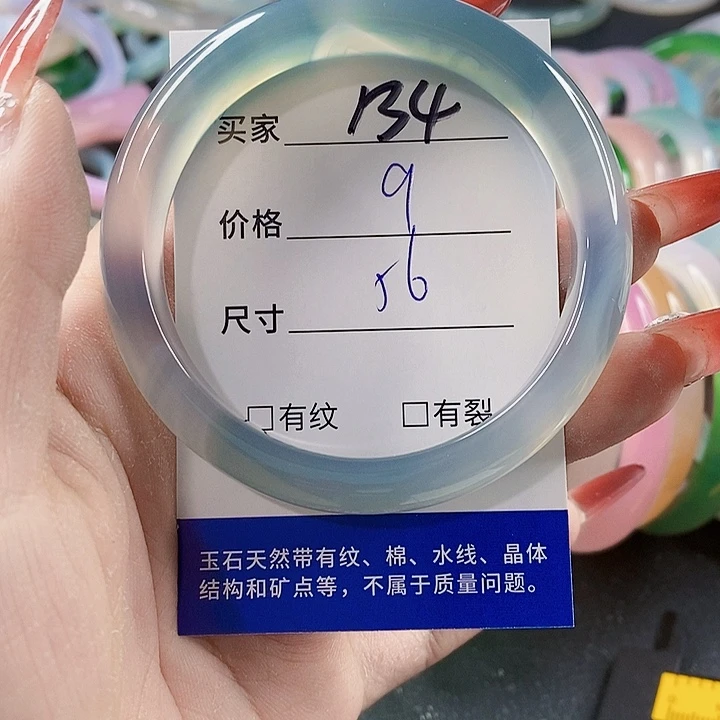 买家 134
价格 9
尺寸 56
□有纹 □有裂
玉石天然带有纹、棉、水线、晶体
结构和矿点等，不属于质量问题。